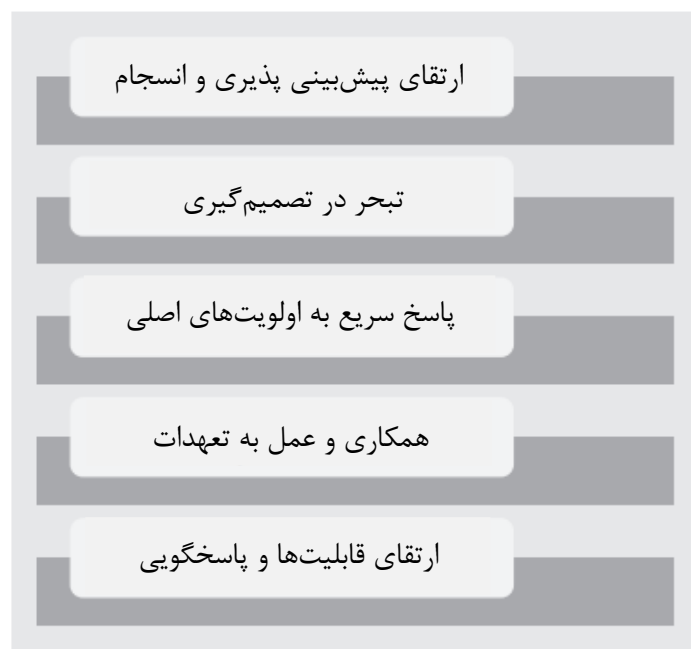 ارتقای پیش‌بینی پذیری و انسجام
تبحر در تصمیم‌گیری
پاسخ سریع به اولویت‌های اصلی
همکاری و عمل به تعهدات
ارتقای قابلیت‌ها و پاسخگویی